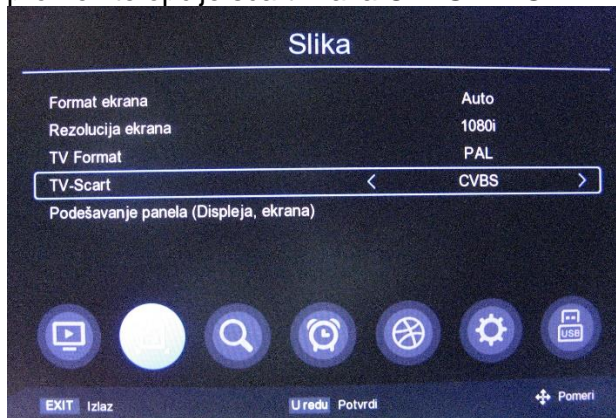 Slika
Format ekrana Auto
Rezolucija ekrana 1080i
TV Format PAL
TV-Scart < CVBS >
Podešavanje panela (Displeja, ekrana)
USB
EXIT Izlaz U redu Potvrdi Pomeri